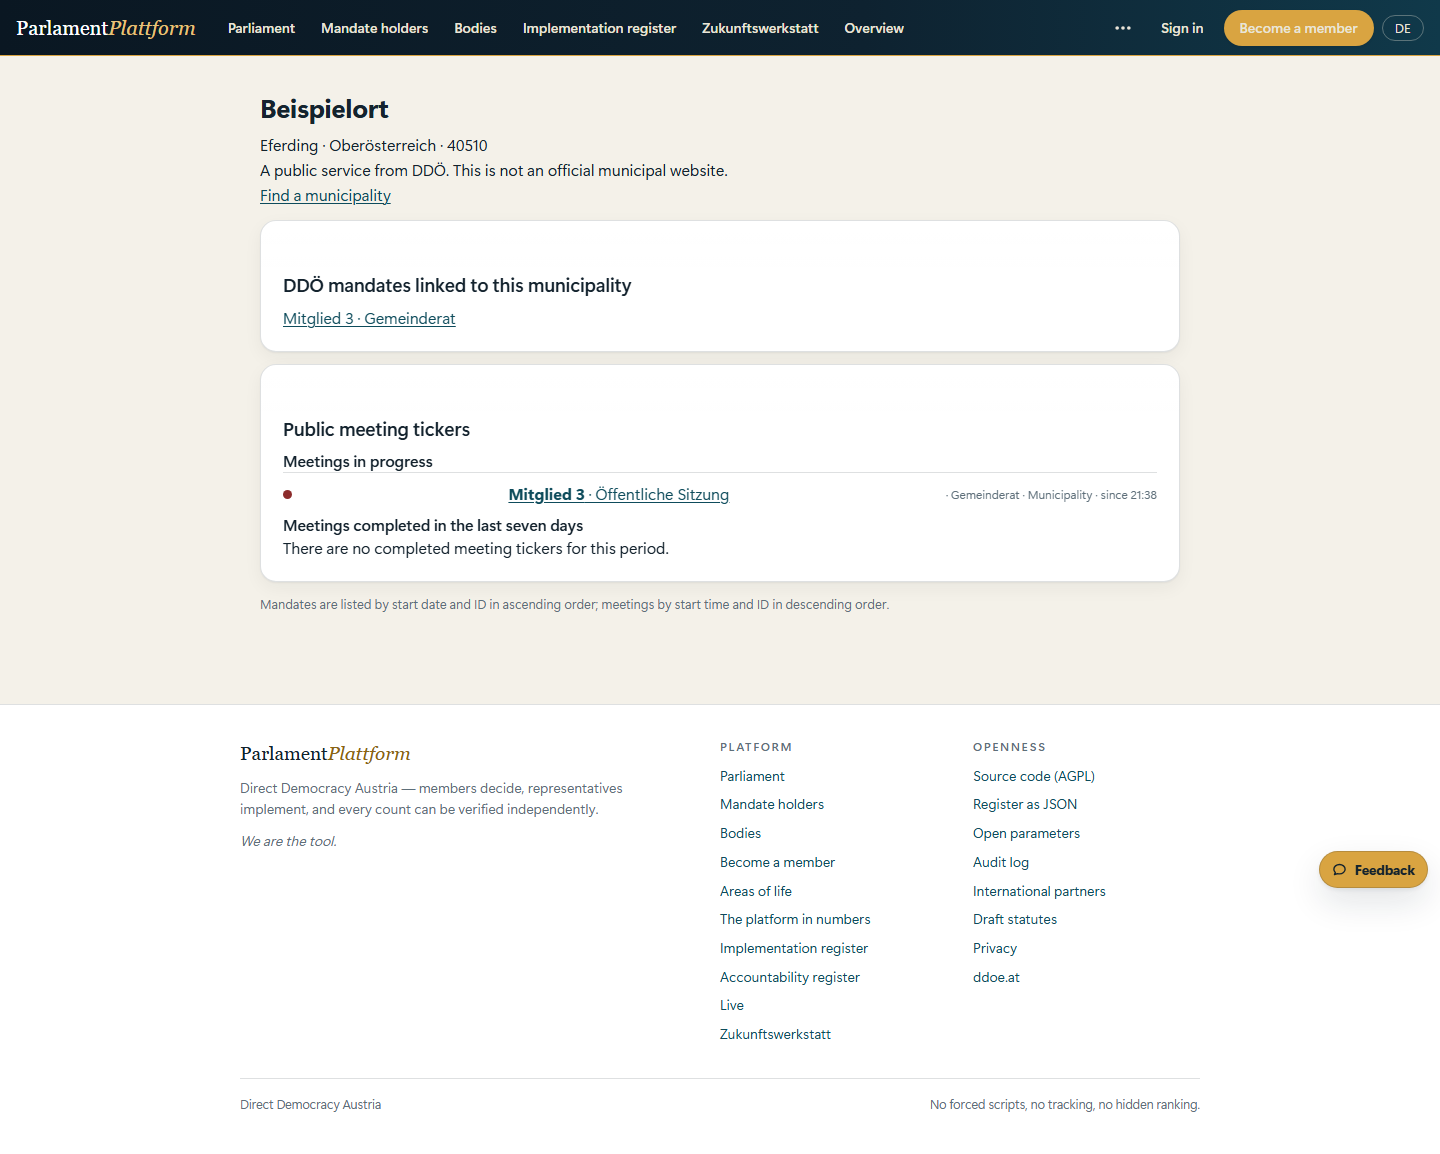 ParlamentPlattform Parliament Mandate holders Bodies Implementation register Zukunftswerkstatt Overview ••• Sign in Become a member DE
Beispielort
Eferding · Oberösterreich · 40510
A public service from DDÖ. This is not an official municipal website.
Find a municipality
DDÖ mandates linked to this municipality
Mitglied 3 · Gemeinderat
Public meeting tickers
Meetings in progress
Mitglied 3 · Öffentliche Sitzung · Gemeinderat · Municipality · since 21:38
Meetings completed in the last seven days
There are no completed meeting tickers for this period.
Mandates are listed by start date and ID in ascending order; meetings by start time and ID in descending order.
ParlamentPlattform
Direct Democracy Austria — members decide, representatives
implement, and every count can be verified independently.
We are the tool.
PLATFORM
Parliament
Mandate holders
Bodies
Become a member
Areas of life
The platform in numbers
Implementation register
Accountability register
Live
Zukunftswerkstatt
OPENNESS
Source code (AGPL)
Register as JSON
Open parameters
Audit log
International partners
Draft statutes
Privacy
ddoe.at
Feedback
Direct Democracy Austria
No forced scripts, no tracking, no hidden ranking.